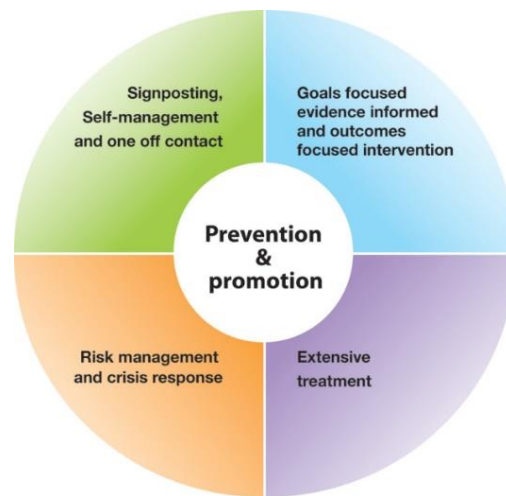 Signposting,
Self-management
and one off contact
Goals focused
evidence informed
and outcomes
focused intervention
Prevention
&
promotion
Risk management
and crisis response
Extensive
treatment